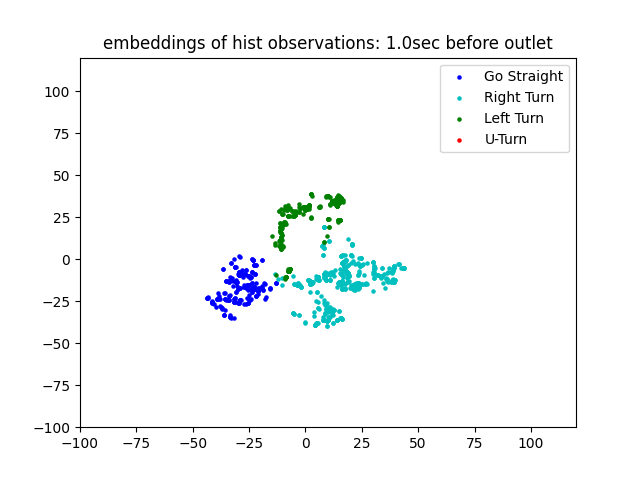 embeddings of hist observations: 1.0sec before outlet
Go Straight
Right Turn
Left Turn
U-Turn
100
75
50
25
0
−25
−50
−75
−100
−100 −75 −50 −25 0 25 50 75 100